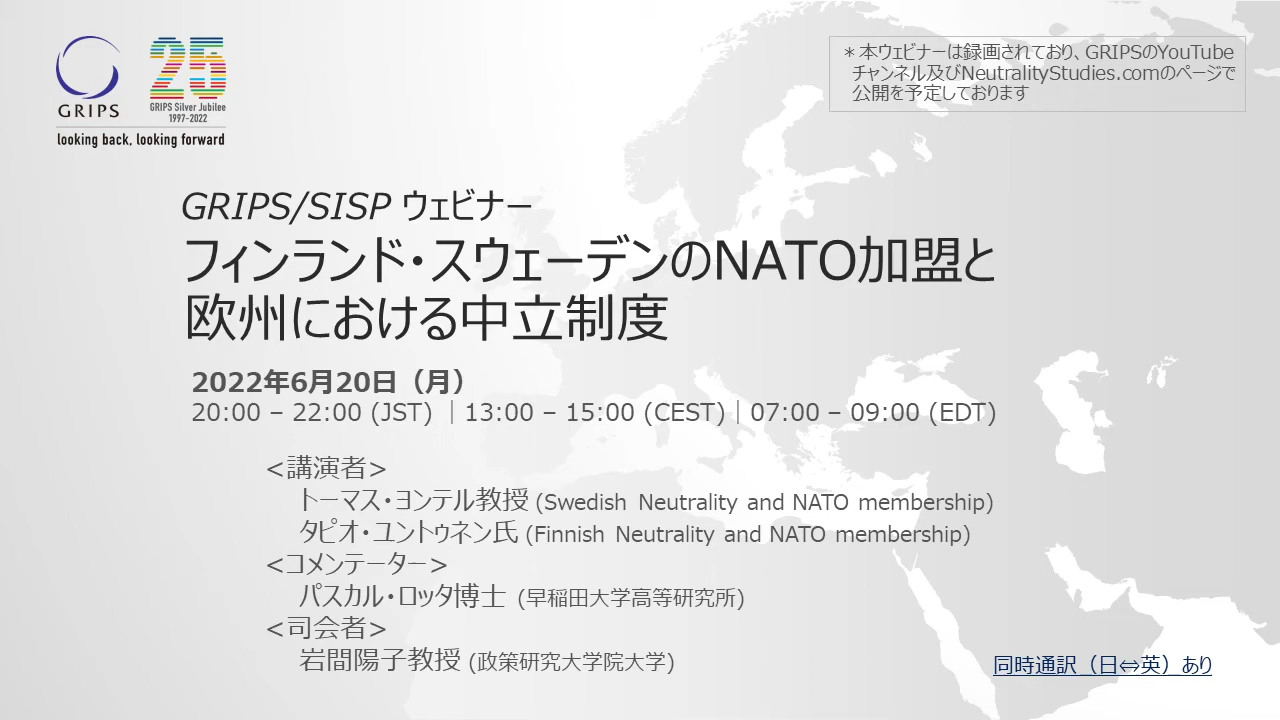 GRIPS
25
GRIPS Silver Jubilee
1997-2022
looking back, looking forward
＊本ウェビナーは録画されており、GRIPSのYouTube
チャンネル及びNeutralityStudies.comのページで
公開を予定しております
GRIPS/SISP ウェビナー
フィンランド・スウェーデンのNATO加盟と
欧州における中立制度
2022年6月20日（月）
20:00 – 22:00 (JST) ｜13:00 – 15:00 (CEST)｜07:00 – 09:00 (EDT)
<講演者>
トーマス・ヨンテル教授 (Swedish Neutrality and NATO membership)
タピオ・ユントゥネン氏 (Finnish Neutrality and NATO membership)
<コメンテーター>
パスカル・ロッタ博士 (早稲田大学高等研究所)
<司会者>
岩間陽子教授 (政策研究大学院大学)
同時通訳（日⇔英）あり